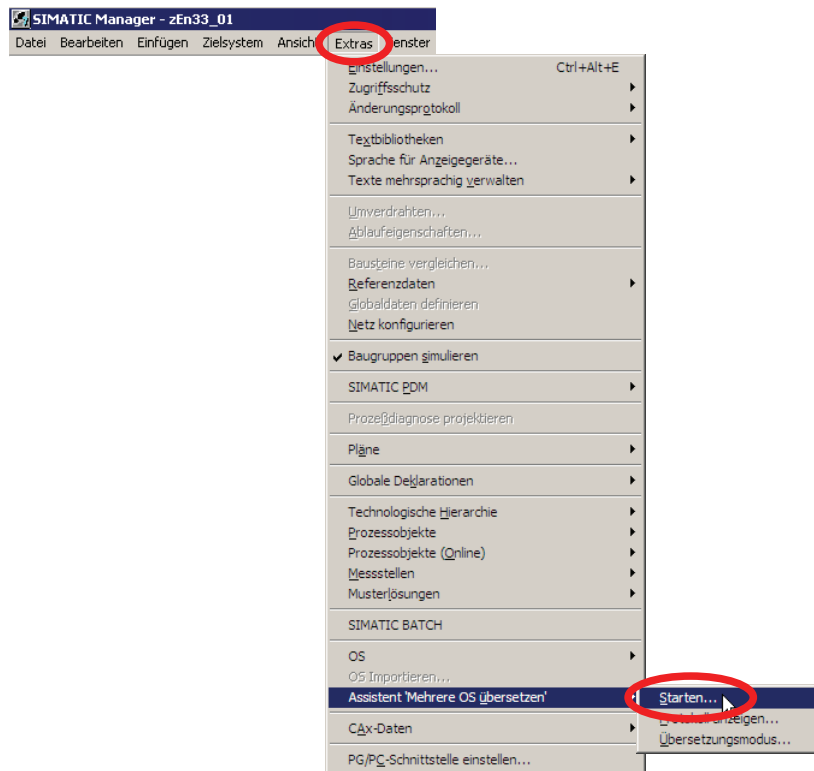 SIMATIC Manager - zEn33_01
Datei Bearbeiten Einfügen Zielsystem Ansicht Extras Fenster
Einstellungen... Ctrl+Alt+E
Zugriffsschutz
Änderungsprotokoll
Textbibliotheken
Sprache für Anzeigegeräte...
Texte mehrsprachig verwalten
Umverdrahten...
Ablaufeigenschaften...
Bausteine vergleichen...
Referenzdaten
Globaldaten definieren
Netz konfigurieren
Baugruppen simulieren
SIMATIC PDM
Prozeßdiagnose projektieren
Pläne
Globale Deklarationen
Technologische Hierarchie
Prozessobjekte
Prozessobjekte (Online)
Messstellen
Musterlösungen
SIMATIC BATCH
OS
OS Importieren...
Assistent 'Mehrere OS übersetzen'
Starten...
Protokoll anzeigen...
Übersetzungsmodus...
CAx-Daten
PG/PC-Schnittstelle einstellen...